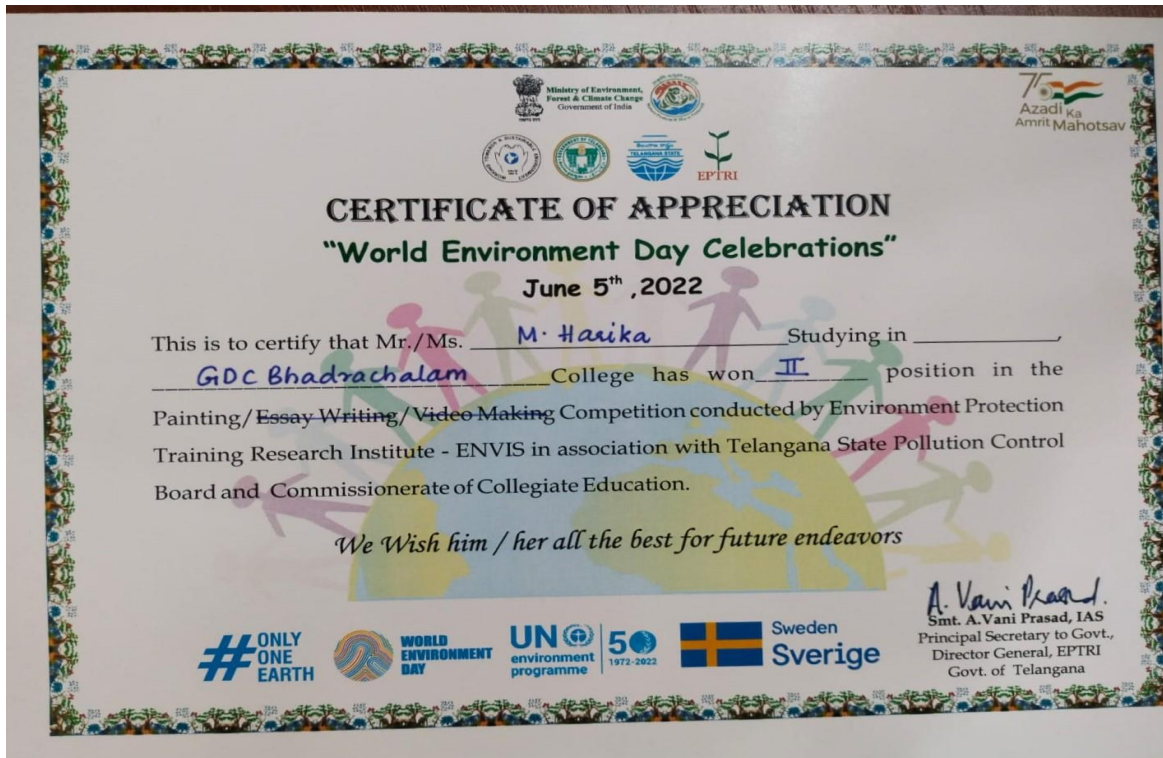 Ministry of Environment,
Forest & Climate Change
Government of India
75
Azadi Ka
Amrit Mahotsav
TELANGANA STATE
EPTRI
CERTIFICATE OF APPRECIATION
“World Environment Day Celebrations”
June 5th ,2022
This is to certify that Mr./Ms. M. Harika Studying in ____________,
GDC Bhadrachalam College has won II position in the
Painting/Essay Writing/Video Making Competition conducted by Environment Protection
Training Research Institute - ENVIS in association with Telangana State Pollution Control
Board and Commissionerate of Collegiate Education.
We Wish him / her all the best for future endeavors
A. Vani Prasad.
Smt. A.Vani Prasad, IAS
Principal Secretary to Govt.,
Director General, EPTRI
Govt. of Telangana
#ONLY
ONE
EARTH
WORLD
ENVIRONMENT
DAY
UN
environment
programme
50
1972-2022
Sweden
Sverige